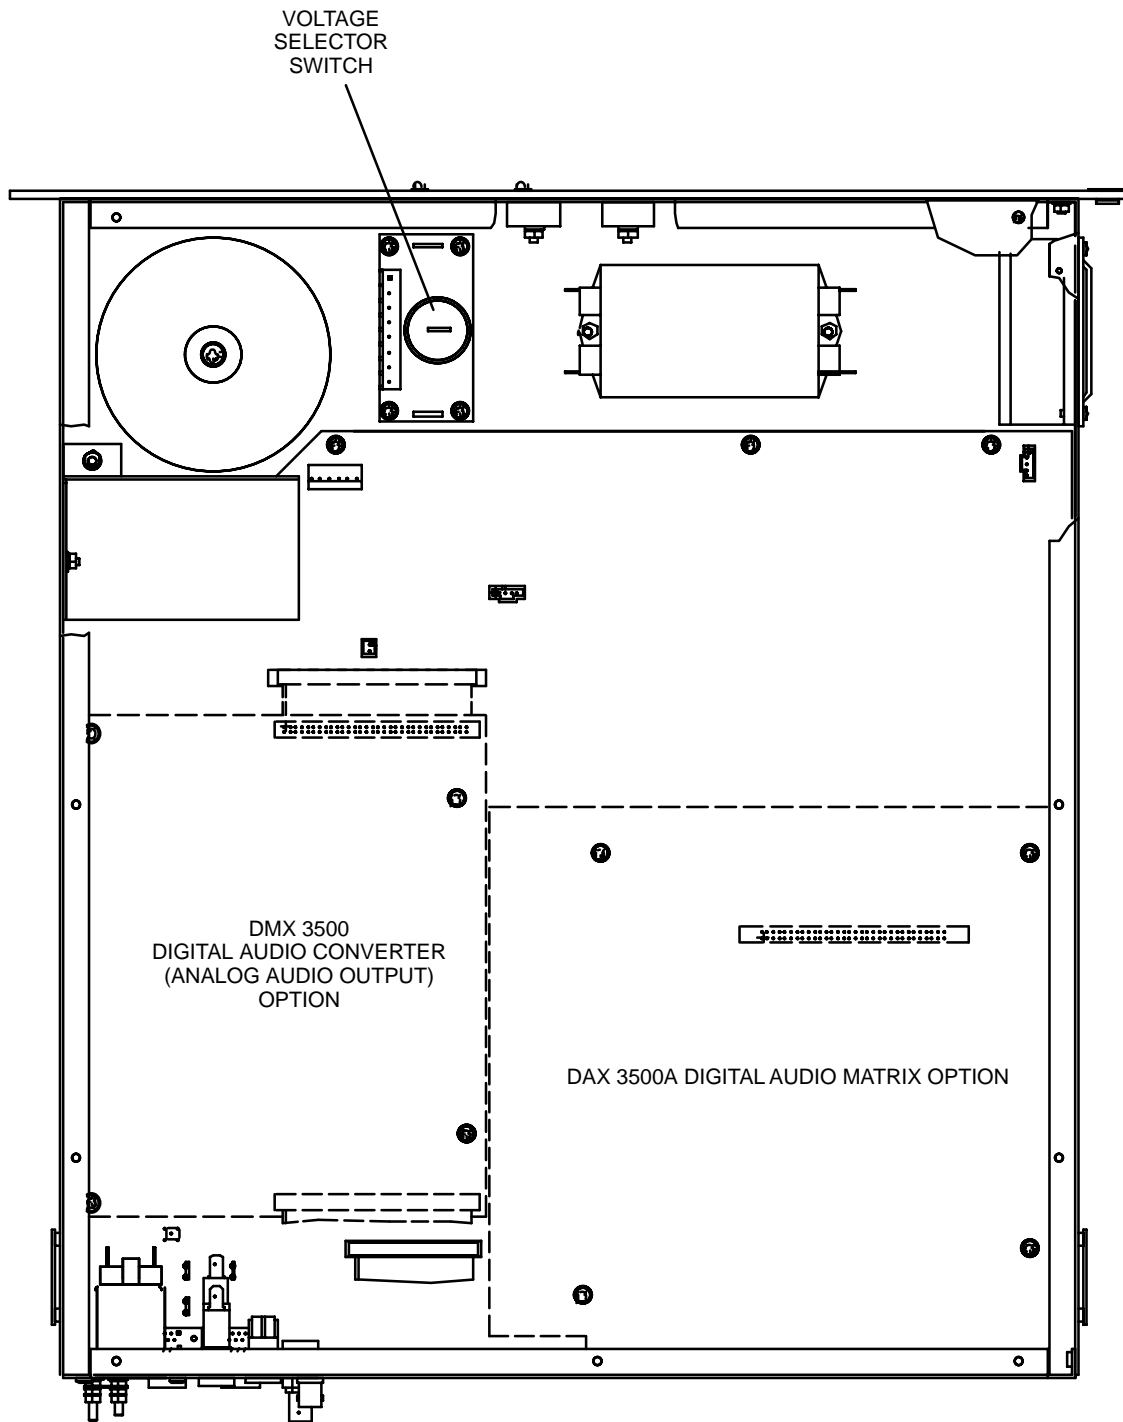 VOLTAGE
SELECTOR
SWITCH
DMX 3500
DIGITAL AUDIO CONVERTER
(ANALOG AUDIO OUTPUT)
OPTION
DAX 3500A DIGITAL AUDIO MATRIX OPTION